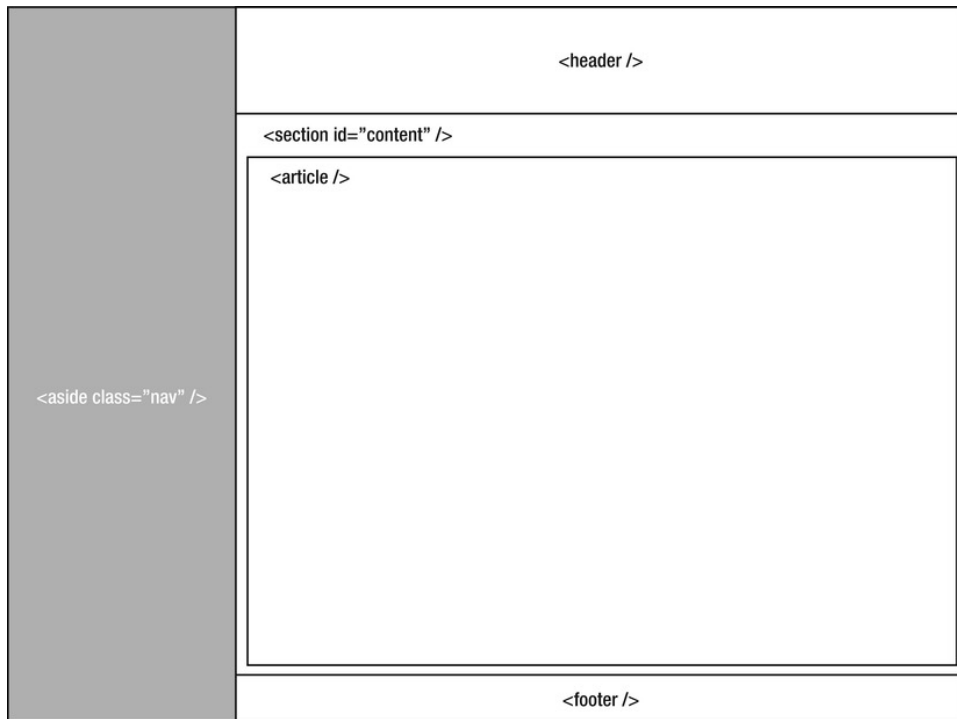 <header />
<section id=”content” />
<article />
<aside class=”nav” />
<footer />